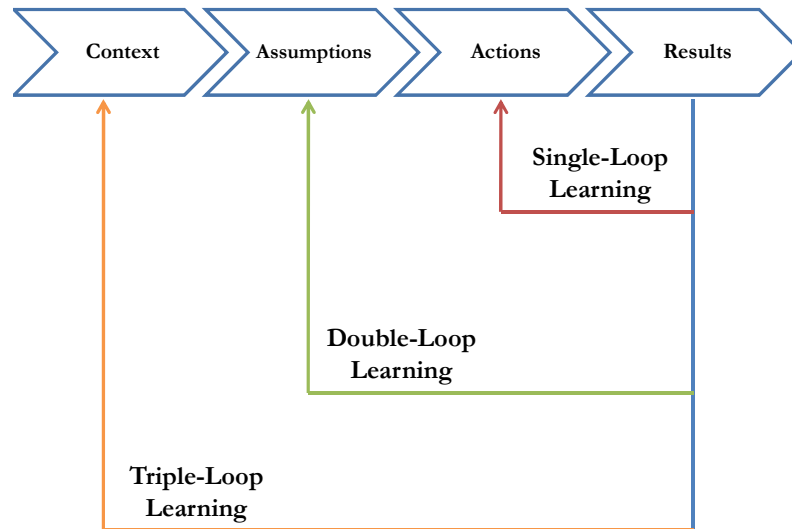 Context
Assumptions
Actions
Results
Single-Loop
Learning
Double-Loop
Learning
Triple-Loop
Learning